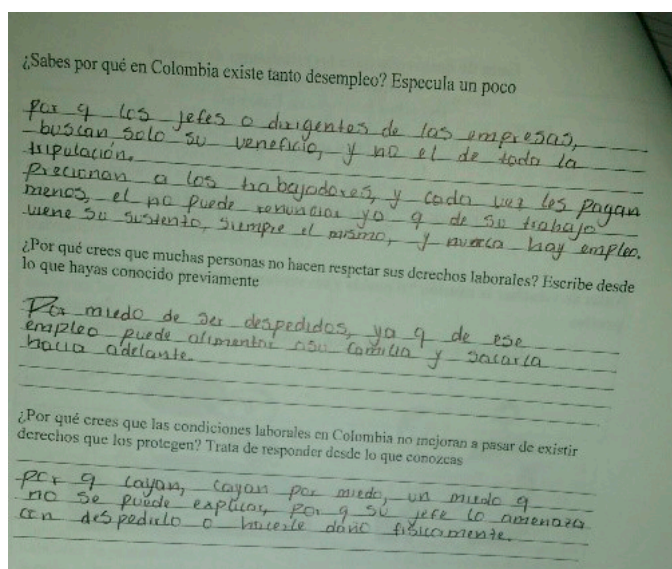 ¿Sabes por qué en Colombia existe tanto desempleo? Especula un poco
por q los jefes o dirigentes de las empresas,
buscan solo su veneficio, y no el de toda la
tripulación.
Precionan a los trabajadores, y cada vez les pagan
menos, el no puede renunciar ya q de su trabajo
viene su sustento, siempre el mismo, y nunca hay empleo.
¿Por qué crees que muchas personas no hacen respetar sus derechos laborales? Escribe desde
lo que hayas conocido previamente
Por miedo de ser despedidos, ya q de ese
empleo puede alimentar asu familia y sacarla
hacia adelante.
¿Por qué crees que las condiciones laborales en Colombia no mejoran a pasar de existir
derechos que los protegen? Trata de responder desde lo que conozcas
por q cayan, cayan por miedo, un miedo q
no se puede explicar, por q su jefe lo amenaza
con despedirlo o hacerle daño fisicamente.